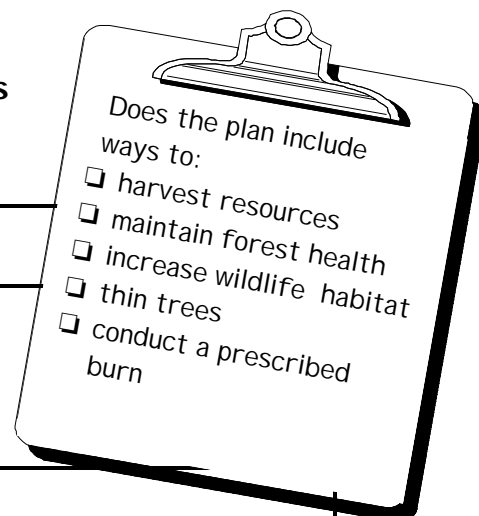 s
Does the plan include
ways to:
❏ harvest resources
❏ maintain forest health
❏ increase wildlife habitat
❏ thin trees
❏ conduct a prescribed
burn